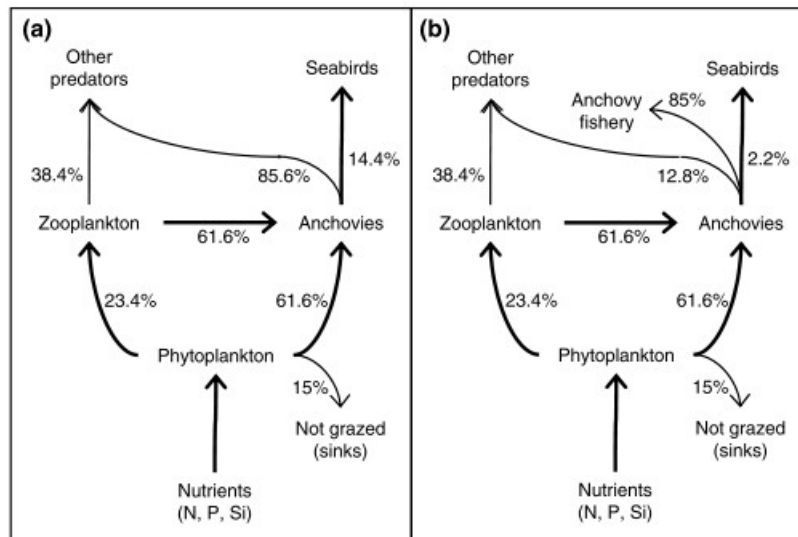 (a)
Other
predators
Seabirds
38.4%
85.6%
14.4%
Zooplankton
61.6%
Anchovies
23.4%
61.6%
Phytoplankton
15%
Not grazed
(sinks)
Nutrients
(N, P, Si)
(b)
Other
predators
Seabirds
Anchovy
fishery
85%
38.4%
12.8%
2.2%
Zooplankton
61.6%
Anchovies
23.4%
61.6%
Phytoplankton
15%
Not grazed
(sinks)
Nutrients
(N, P, Si)